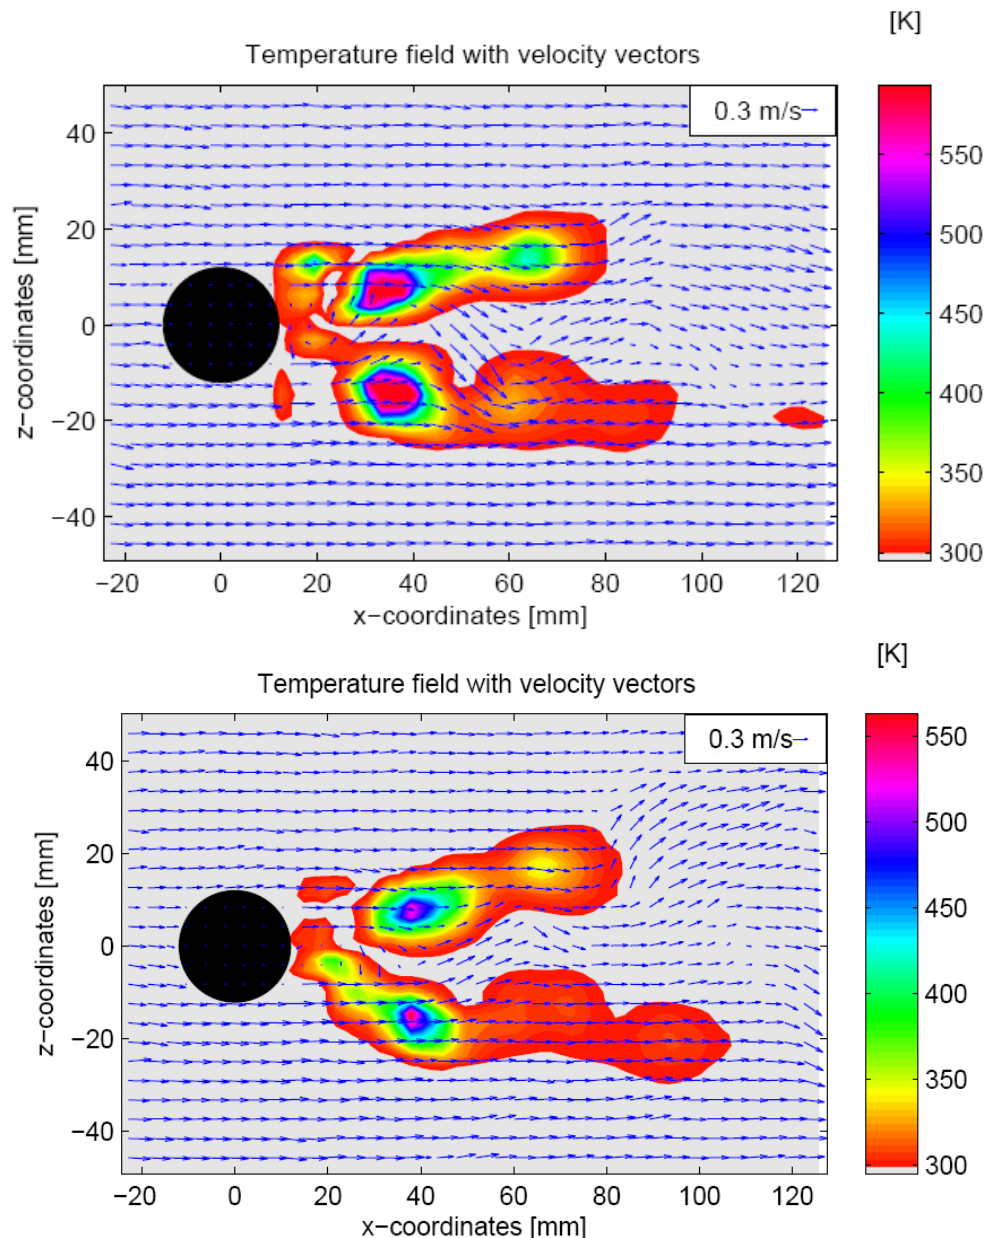 [K]
Temperature field with velocity vectors
0.3 m/s
40
20
0
−20
−40
z−coordinates [mm]
−20 0 20 40 60 80 100 120
x−coordinates [mm]
550
500
450
400
350
300
[K]
Temperature field with velocity vectors
0.3 m/s
40
20
0
−20
−40
z−coordinates [mm]
−20 0 20 40 60 80 100 120
x−coordinates [mm]
550
500
450
400
350
300